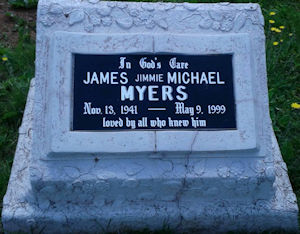 In God's Care
JAMES JIMMIE MICHAEL
MYERS
Nov. 13, 1941 — May 9, 1999
loved by all who knew him